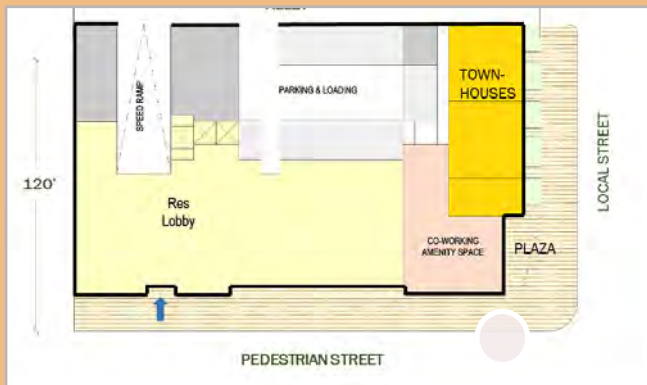 SPEED RAMP
PARKING & LOADING
TOWN-
HOUSES
LOCAL STREET
120'
Res
Lobby
CO-WORKING
AMENITY SPACE
PLAZA
PEDESTRIAN STREET